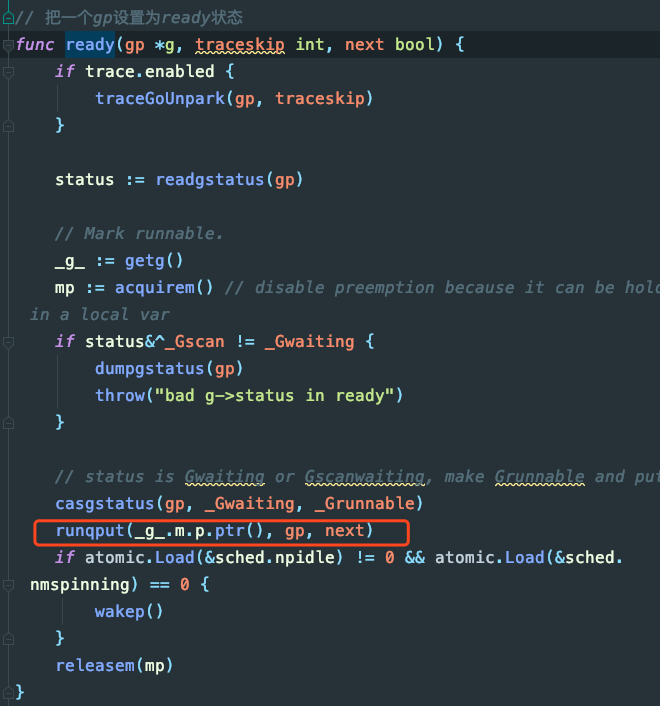 // 把一个gp设置为ready状态
func ready(gp *g, traceskip int, next bool) {
if trace.enabled {
traceGoUnpark(gp, traceskip)
}
status := readgstatus(gp)
// Mark runnable.
_g_ := getg()
mp := acquirem() // disable preemption because it can be hold
in a local var
if status&^_Gscan != _Gwaiting {
dumpgstatus(gp)
throw("bad g->status in ready")
}
// status is Gwaiting or Gscanwaiting, make Grunnable and put
casgstatus(gp, _Gwaiting, _Grunnable)
runqput(_g_.m.p.ptr(), gp, next)
if atomic.Load(&sched.npidle) != 0 && atomic.Load(&sched.
nmspinning) == 0 {
wakep()
}
releasem(mp)
}